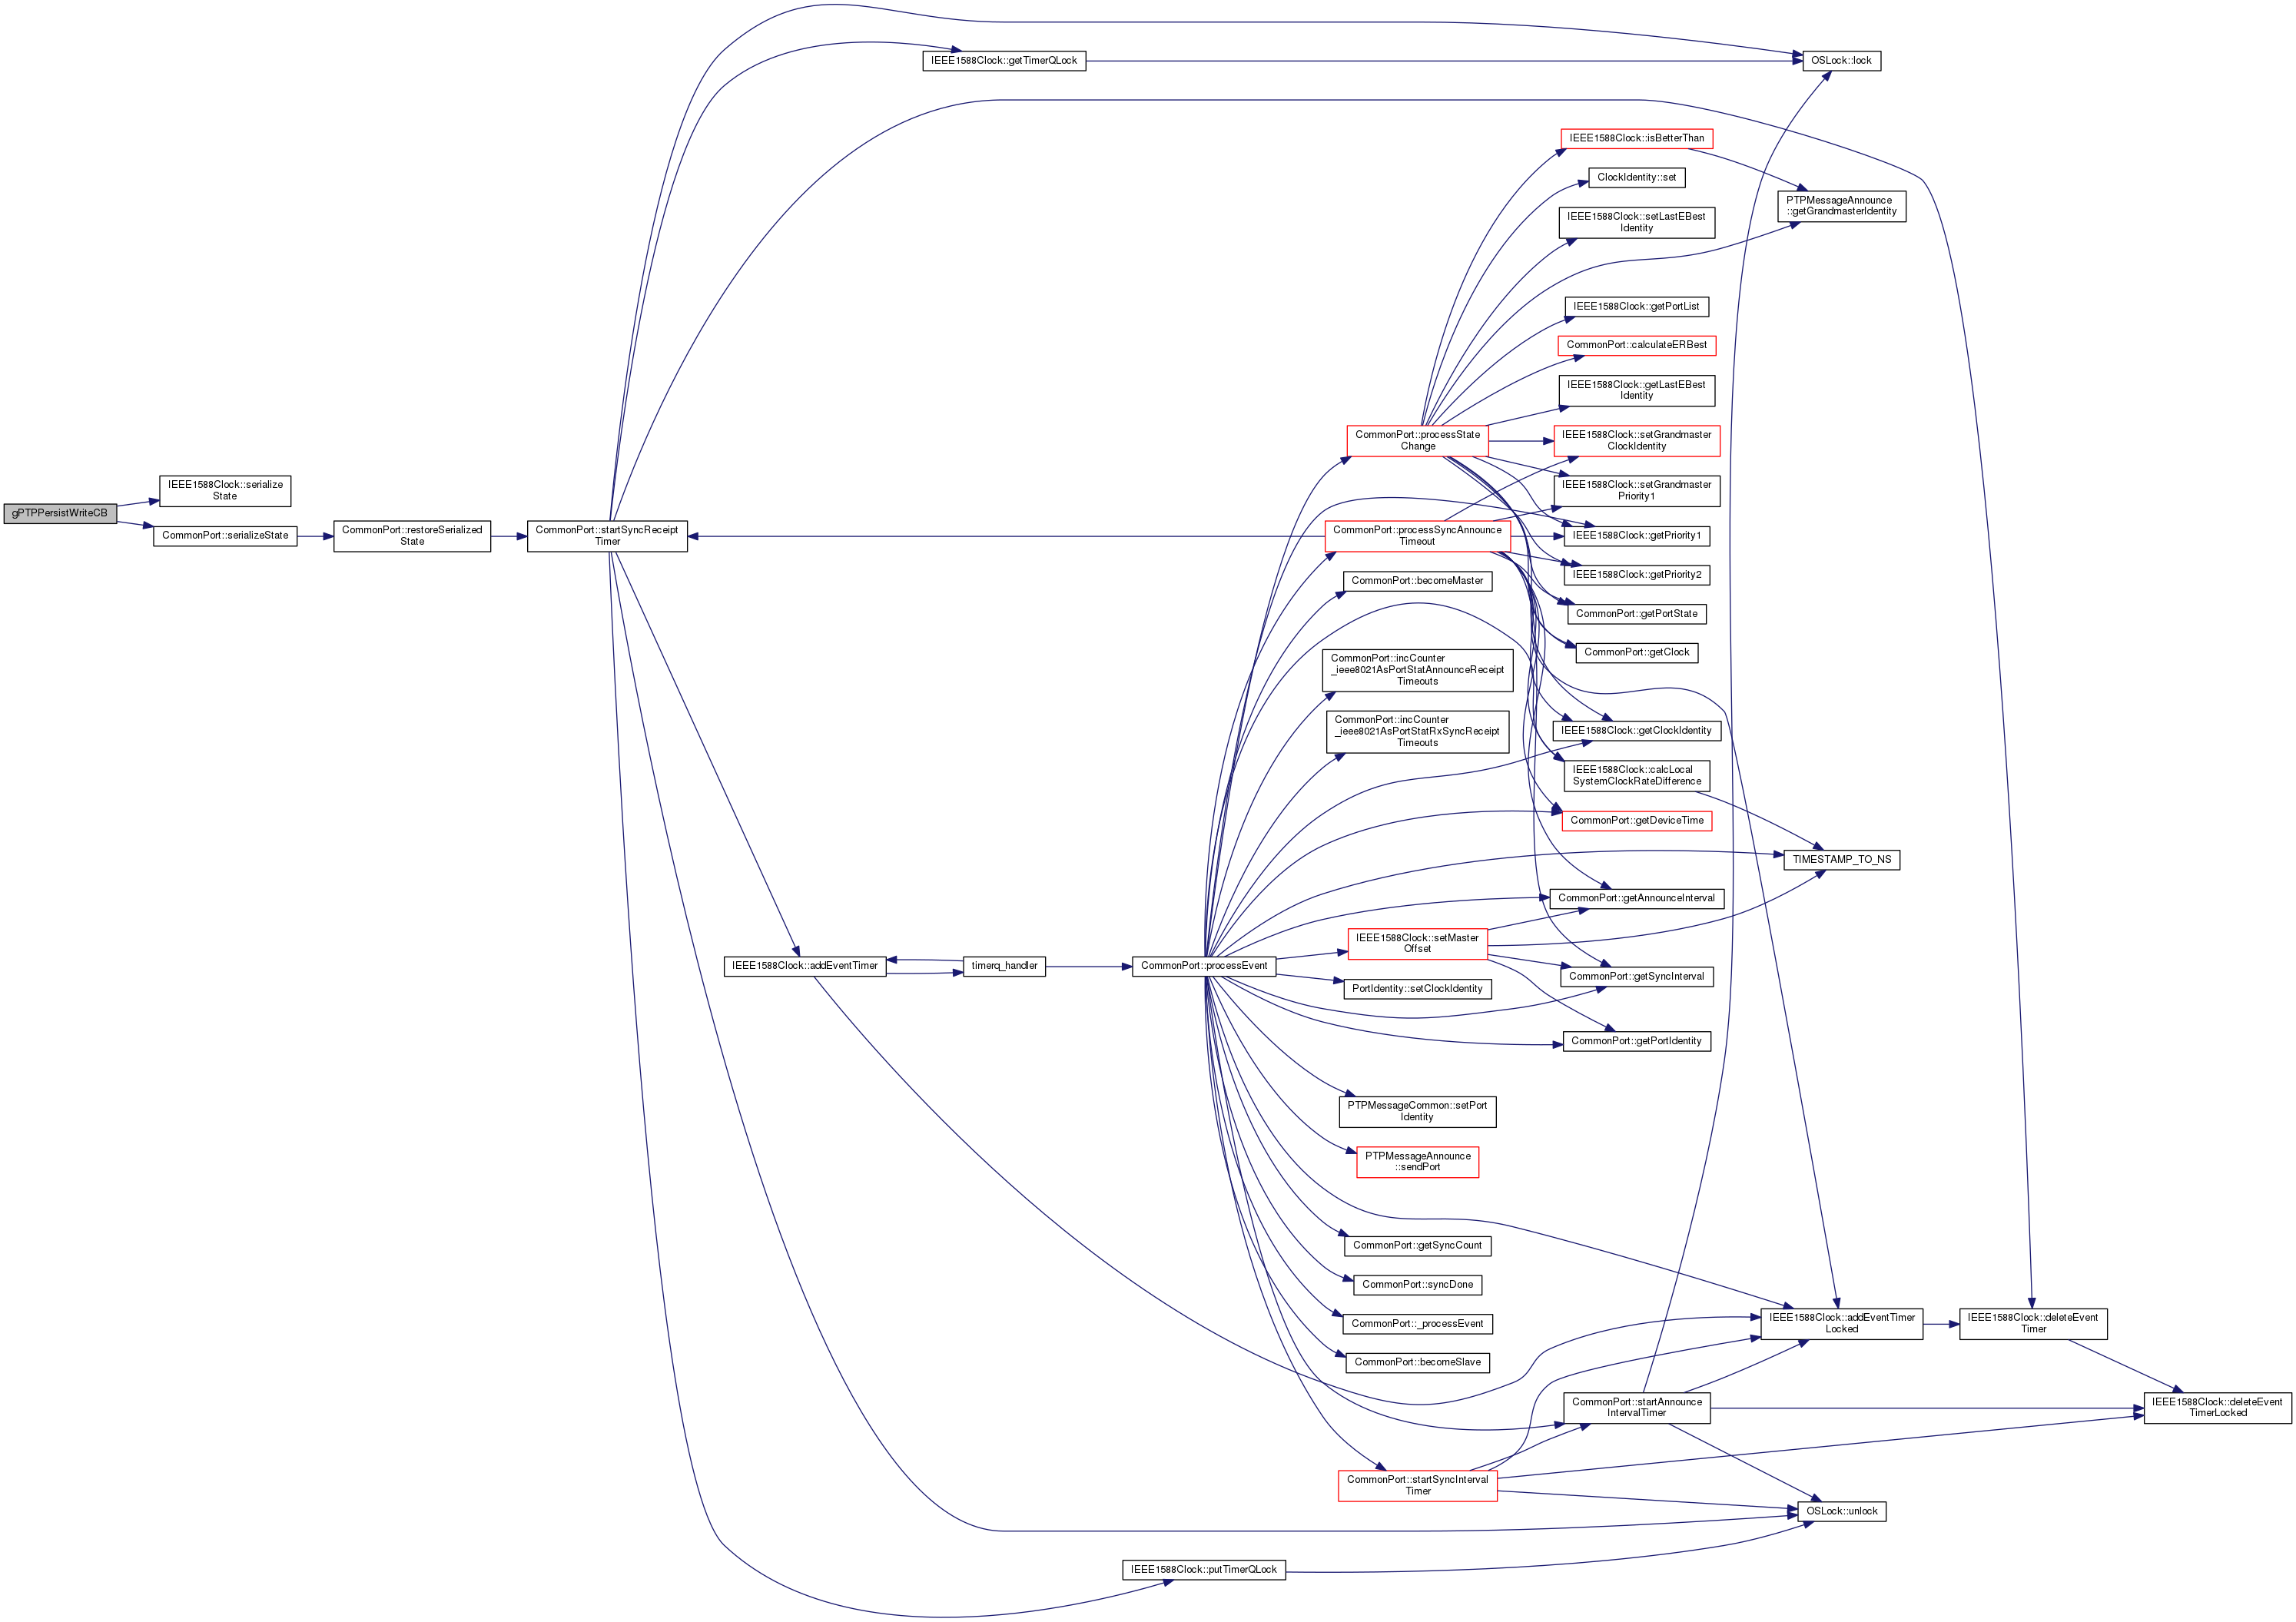 IEEE1588Clock::getTimerQLock
OSLock::lock
IEEE1588Clock::isBetterThan
ClockIdentity::set
PTPMessageAnnounce
::getGrandmasterIdentity
IEEE1588Clock::setLastEBest
Identity
IEEE1588Clock::getPortList
CommonPort::calculateERBest
IEEE1588Clock::getLastEBest
Identity
CommonPort::processState
Change
IEEE1588Clock::setGrandmaster
ClockIdentity
IEEE1588Clock::serialize
State
IEEE1588Clock::setGrandmaster
Priority1
gPTPPersistWriteCB
CommonPort::serializeState
CommonPort::restoreSerialized
State
CommonPort::startSyncReceipt
Timer
CommonPort::processSyncAnnounce
Timeout
IEEE1588Clock::getPriority1
CommonPort::becomeMaster
IEEE1588Clock::getPriority2
CommonPort::getPortState
CommonPort::getClock
CommonPort::incCounter
_ieee8021AsPortStatAnnounceReceipt
Timeouts
CommonPort::incCounter
_ieee8021AsPortStatRxSyncReceipt
Timeouts
IEEE1588Clock::getClockIdentity
IEEE1588Clock::calcLocal
SystemClockRateDifference
CommonPort::getDeviceTime
TIMESTAMP_TO_NS
CommonPort::getAnnounceInterval
IEEE1588Clock::setMaster
Offset
IEEE1588Clock::addEventTimer
timerq_handler
CommonPort::processEvent
CommonPort::getSyncInterval
PortIdentity::setClockIdentity
CommonPort::getPortIdentity
PTPMessageCommon::setPort
Identity
PTPMessageAnnounce
::sendPort
CommonPort::getSyncCount
CommonPort::syncDone
CommonPort::_processEvent
IEEE1588Clock::addEventTimer
Locked
IEEE1588Clock::deleteEvent
Timer
CommonPort::becomeSlave
CommonPort::startAnnounce
IntervalTimer
IEEE1588Clock::deleteEvent
TimerLocked
CommonPort::startSyncInterval
Timer
OSLock::unlock
IEEE1588Clock::putTimerQLock